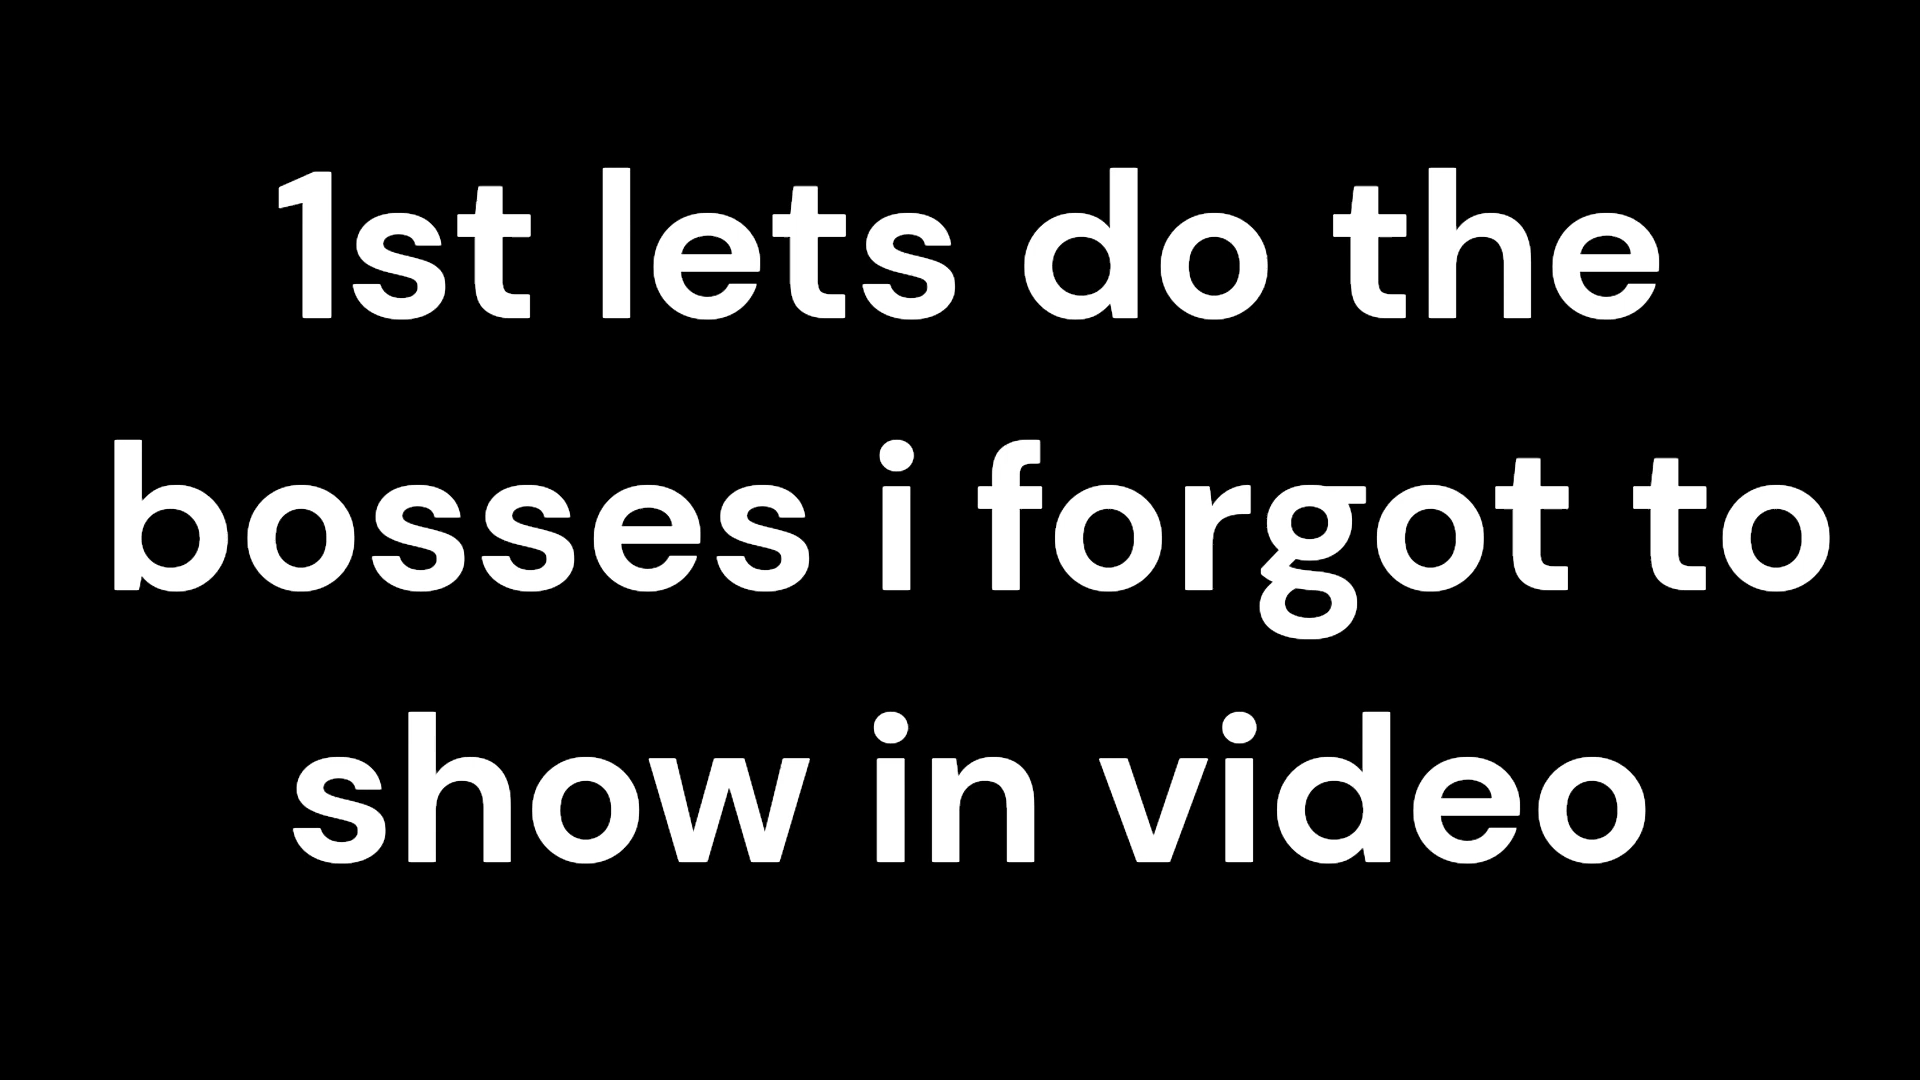 1st lets do the
bosses i forgot to
show in video